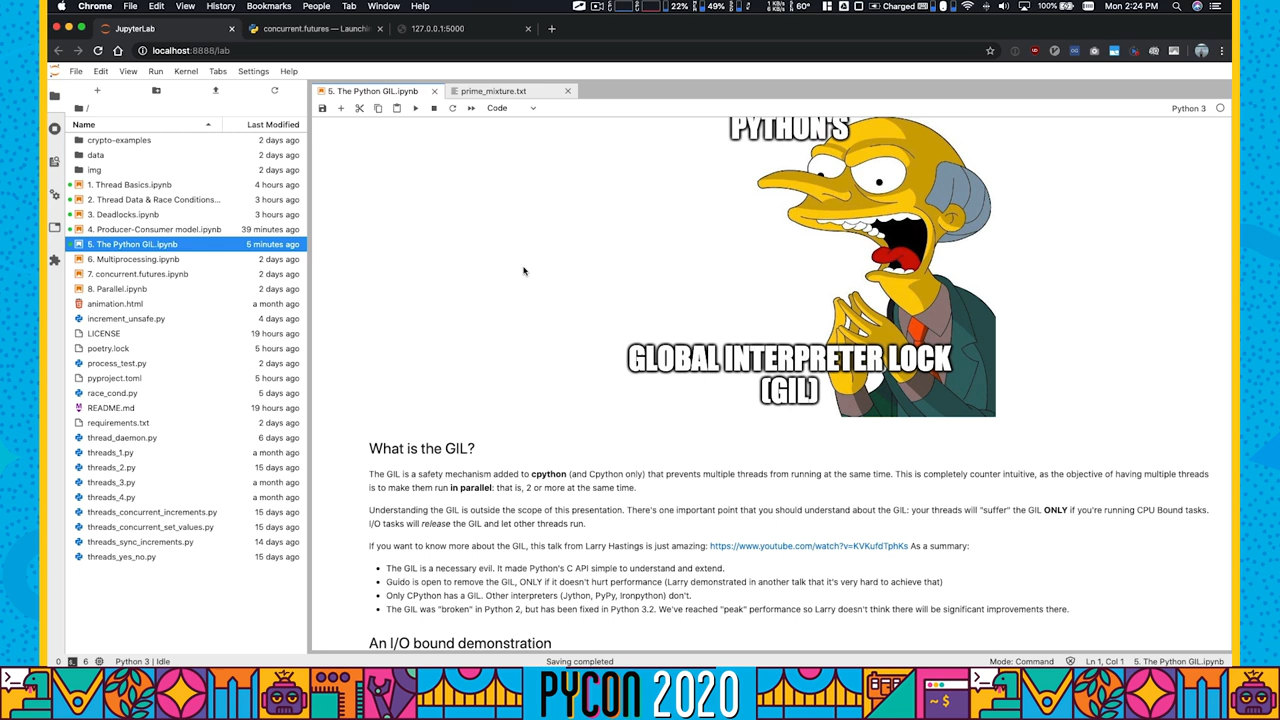 Chrome File Edit View History Bookmarks People Tab Window Help 22% 49% 60° Charged 100% Mon 2:24 PM
JupyterLab
concurrent.futures — Launchi
127.0.0.1:5000
localhost:8888/lab
File Edit View Run Kernel Tabs Settings Help
5. The Python GIL.ipynb
prime_mixture.txt
/
Code
Python 3
Name Last Modified
crypto-examples 2 days ago
data 2 days ago
img 2 days ago
1. Thread Basics.ipynb 4 hours ago
2. Thread Data & Race Conditions... 3 hours ago
3. Deadlocks.ipynb 3 hours ago
4. Producer-Consumer model.ipynb 39 minutes ago
5. The Python GIL.ipynb 5 minutes ago
6. Multiprocessing.ipynb 2 days ago
7. concurrent.futures.ipynb 2 days ago
8. Parallel.ipynb 2 days ago
animation.html a month ago
increment_unsafe.py 4 days ago
LICENSE 19 hours ago
poetry.lock 5 hours ago
process_test.py 2 days ago
pyproject.toml 5 hours ago
race_cond.py 5 days ago
README.md 19 hours ago
requirements.txt 2 days ago
thread_daemon.py 6 days ago
threads_1.py a month ago
threads_2.py 15 days ago
threads_3.py a month ago
threads_4.py a month ago
threads_concurrent_increments.py 15 days ago
threads_concurrent_set_values.py 15 days ago
threads_sync_increments.py 14 days ago
threads_yes_no.py 15 days ago
PYTHON'S
GLOBAL INTERPRETER LOCK
(GIL)
What is the GIL?
The GIL is a safety mechanism added to cpython (and Cpython only) that prevents multiple threads from running at the same time. This is completely counter intuitive, as the objective of having multiple threads
is to make them run in parallel: that is, 2 or more at the same time.
Understanding the GIL is outside the scope of this presentation. There's one important point that you should understand about the GIL: your threads will "suffer" the GIL ONLY if you're running CPU Bound tasks.
I/O tasks will release the GIL and let other threads run.
If you want to know more about the GIL, this talk from Larry Hastings is just amazing: https://www.youtube.com/watch?v=KVKufdTphKs As a summary:
• The GIL is a necessary evil. It made Python's C API simple to understand and extend.
• Guido is open to remove the GIL, ONLY if it doesn't hurt performance (Larry demonstrated in another talk that it's very hard to achieve that)
• Only CPython has a GIL. Other interpreters (Jython, PyPy, Ironpython) don't.
• The GIL was "broken" in Python 2, but has been fixed in Python 3.2. We've reached "peak" performance so Larry doesn't think there will be significant improvements there.
An I/O bound demonstration
0 6 Python 3 | Idle
Saving completed
Mode: Command Ln 1, Col 1 5. The Python GIL.ipynb
PYCON 2020
~ $